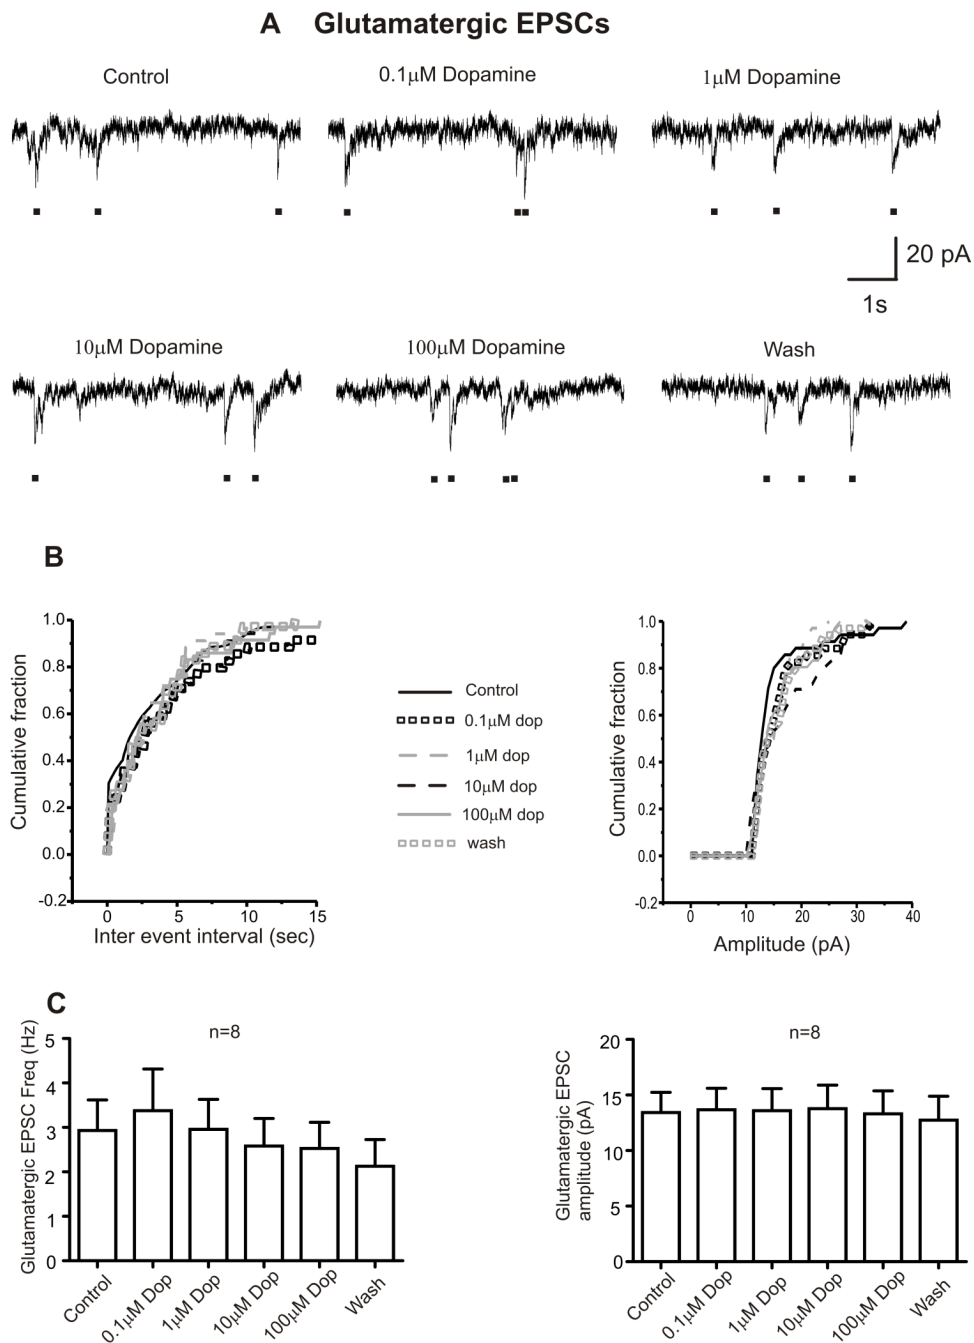 A Glutamatergic EPSCs
Control
0.1µM Dopamine
1µM Dopamine
20 pA
1s
10µM Dopamine
100µM Dopamine
Wash
B
Cumulative fraction
1.0
0.8
0.6
0.4
0.2
0.0
-0.2
0 5 10 15
Inter event interval (sec)
Control
0.1µM dop
1µM dop
10µM dop
100µM dop
wash
Cumulative fraction
1.0
0.8
0.6
0.4
0.2
0.0
-0.2
0 10 20 30 40
Amplitude (pA)
C
Glutamatergic EPSC Freq (Hz)
n=8
5
4
3
2
1
0
Control
0.1µM Dop
1µM Dop
10µM Dop
100µM Dop
Wash
Glutamatergic EPSC
amplitude (pA)
n=8
20
15
10
5
0
Control
0.1µM Dop
1µM Dop
10µM Dop
100µM Dop
Wash